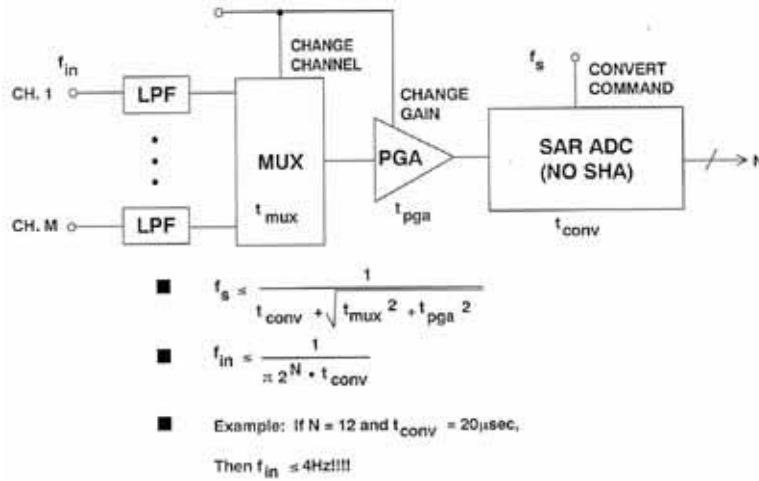 CHANGE CHANNEL
f_in
f_s
CONVERT COMMAND
CH. 1
LPF
CHANGE GAIN
MUX
PGA
SAR ADC
(NO SHA)
N
t_mux
t_pga
t_conv
CH. M
LPF
■ f_s ≤ 1 / (t_conv + √(t_mux² + t_pga²))
■ f_in ≤ 1 / (π 2^N • t_conv)
■ Example: If N = 12 and t_conv = 20μsec,
Then f_in ≤ 4Hz!!!!